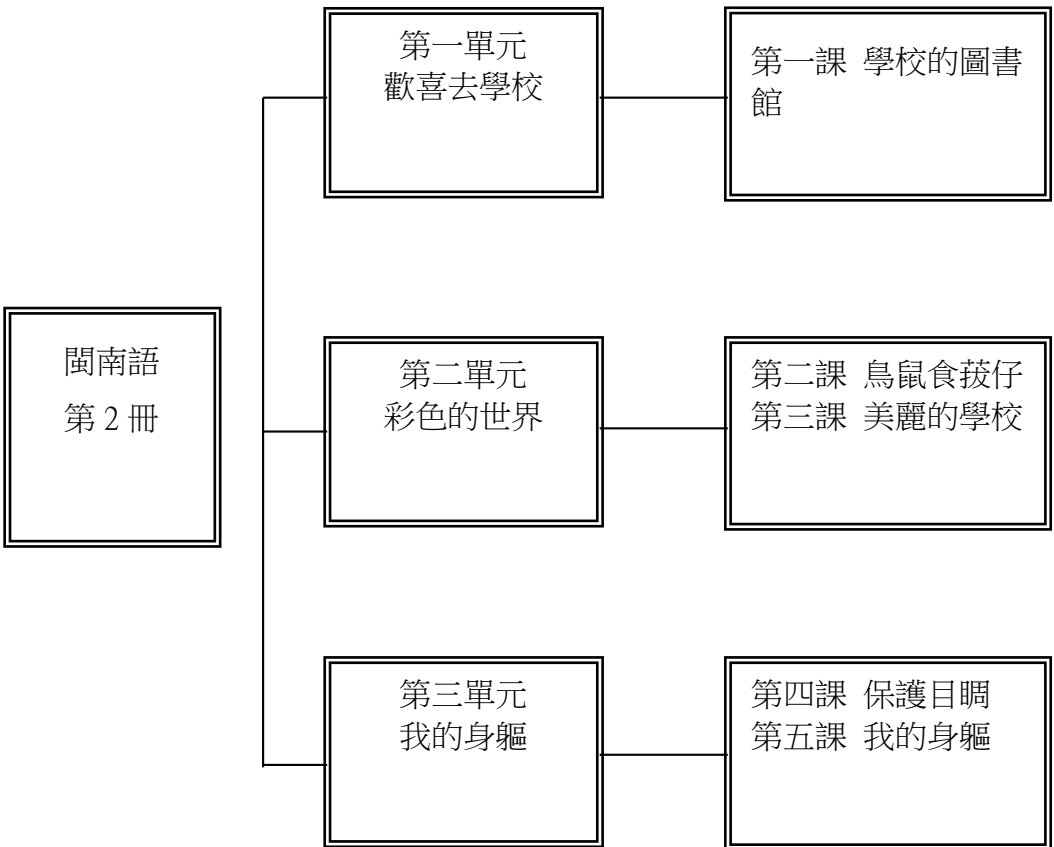 第一單元
歡喜去學校
第一課 學校的圖書
館
閩南語
第 2 冊
第二單元
彩色的世界
第二課 鳥鼠食菝仔
第三課 美麗的學校
第三單元
我的身軀
第四課 保護目睭
第五課 我的身軀